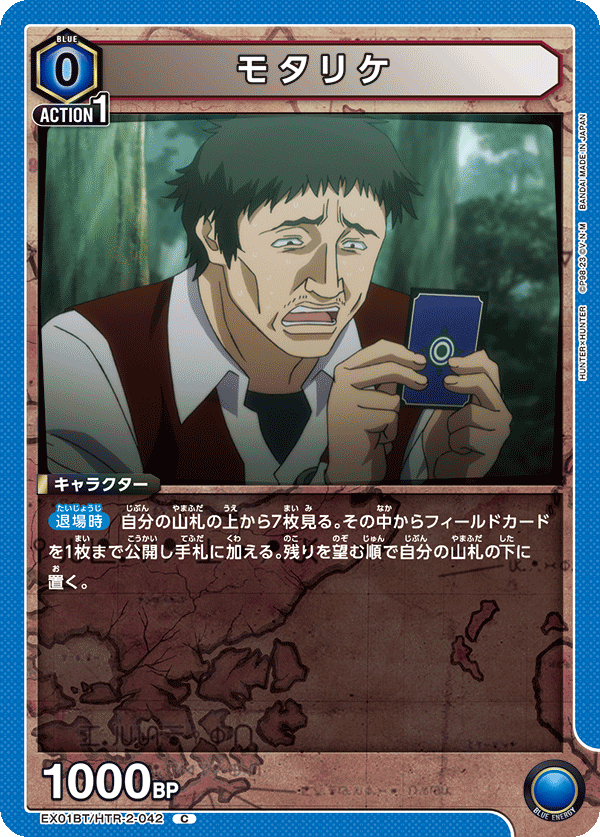 BLUE
0
モタリケ
ACTION1
HUNTER×HUNTER ©P98-23 ©V・N・M BANDAI MADE IN JAPAN
キャラクター
退場時 自分の山札の上から7枚見る。その中からフィールドカード
を1枚まで公開し手札に加える。残りを望む順で自分の山札の下に
置く。
1000BP
BLUE ENERGY
EX01BT/HTR-2-042 C